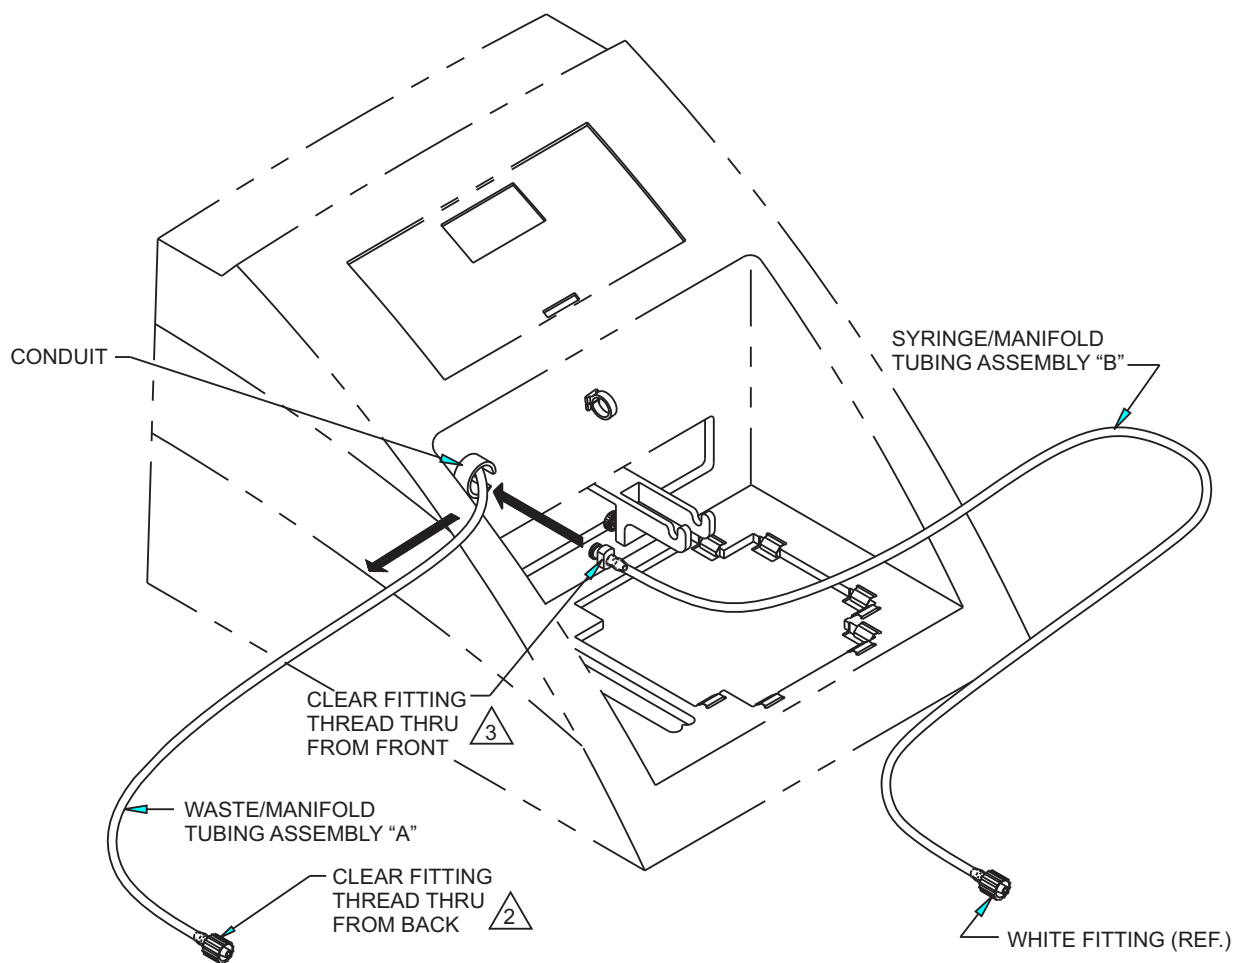 CONDUIT
SYRINGE/MANIFOLD
TUBING ASSEMBLY “B”
CLEAR FITTING
THREAD THRU
FROM FRONT
3
WASTE/MANIFOLD
TUBING ASSEMBLY “A”
CLEAR FITTING
THREAD THRU
FROM BACK
2
WHITE FITTING (REF.)